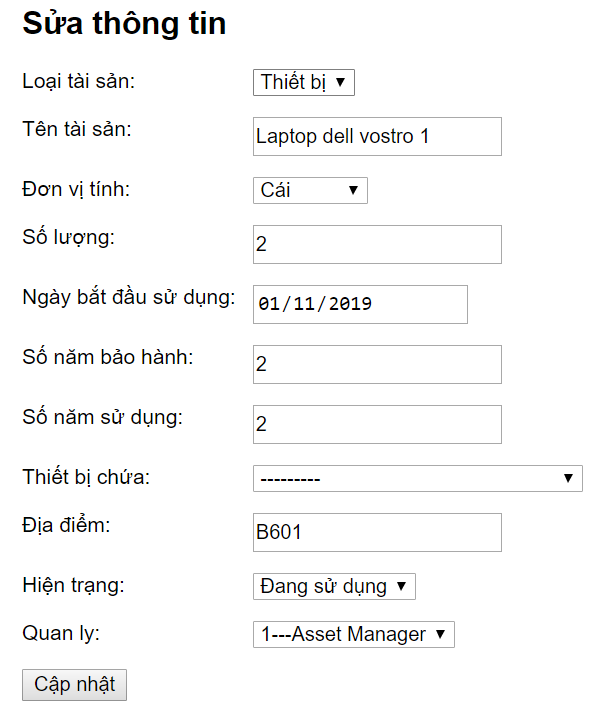 Sửa thông tin
Loại tài sản: Thiết bị
Tên tài sản: Laptop dell vostro 1
Đơn vị tính: Cái
Số lượng: 2
Ngày bắt đầu sử dụng: 01/11/2019
Số năm bảo hành: 2
Số năm sử dụng: 2
Thiết bị chứa: ---------
Địa điểm: B601
Hiện trạng: Đang sử dụng
Quan ly: 1---Asset Manager
Cập nhật